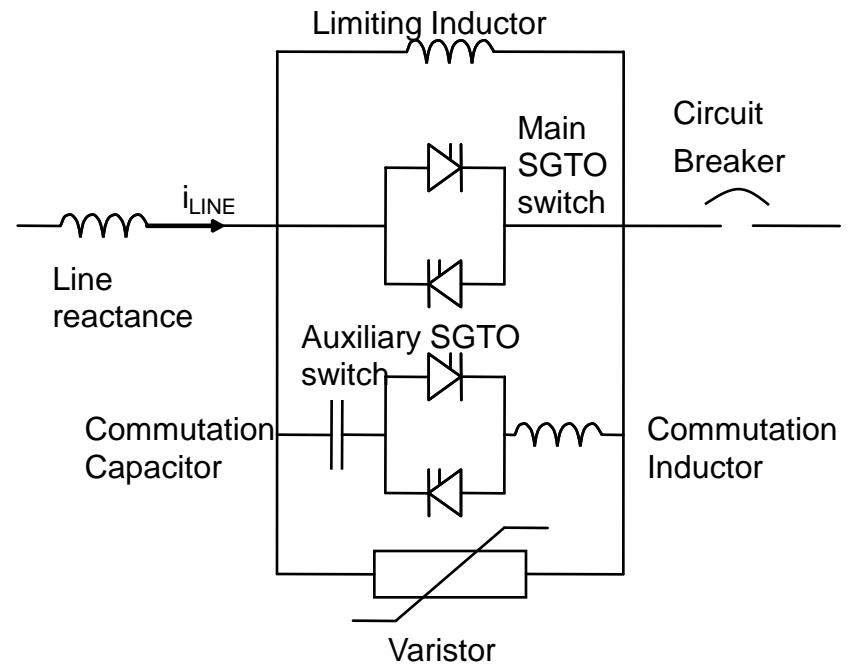 Limiting Inductor
Main
SGTO
switch
Circuit
Breaker
iLINE
Line
reactance
Auxiliary SGTO
switch
Commutation
Capacitor
Commutation
Inductor
Varistor